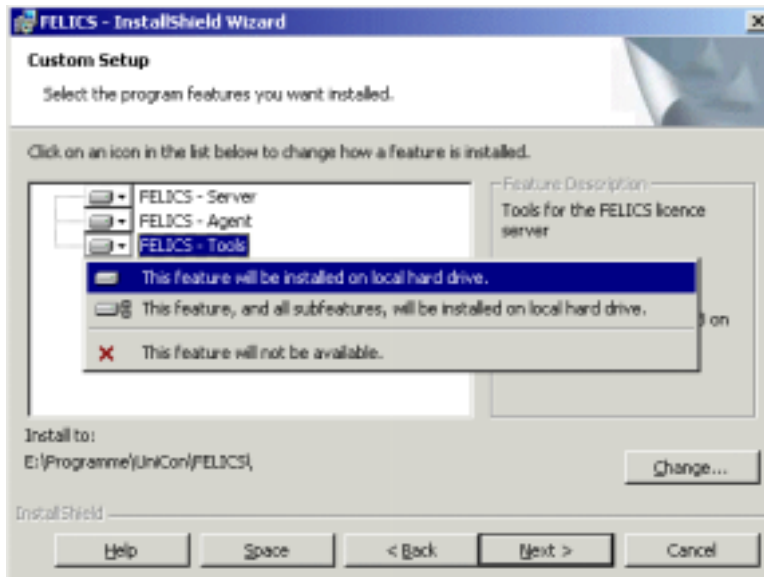 FELICS - InstallShield Wizard
Custom Setup
Select the program features you want installed.
Click on an icon in the list below to change how a feature is installed.
FELICS - Server
FELICS - Agent
FELICS - Tools
Feature Description
Tools for the FELICS licence
server
This feature will be installed on local hard drive.
This feature, and all subfeatures, will be installed on local hard drive.
on
This feature will not be available.
Install to:
E:\Programme\UniCon\FELICS\,
Change...
InstallShield
Help
Space
< Back
Next >
Cancel